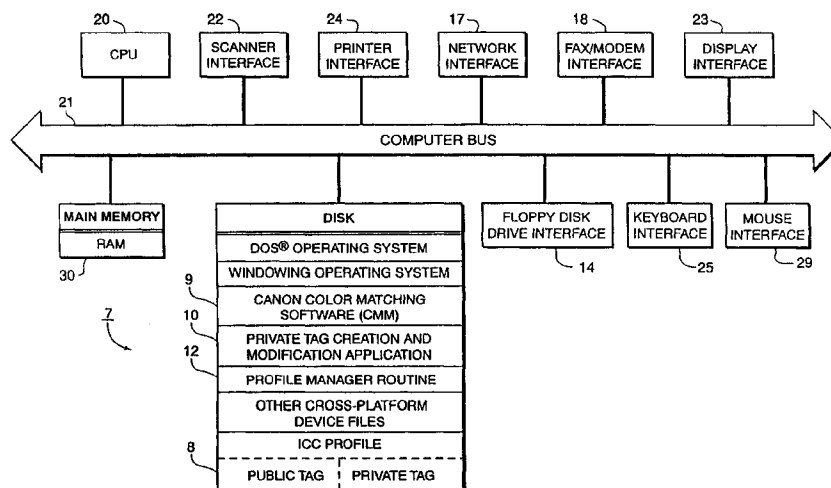 20
22
24
17
18
23
CPU
SCANNER
INTERFACE
PRINTER
INTERFACE
NETWORK
INTERFACE
FAX/MODEM
INTERFACE
DISPLAY
INTERFACE
21
COMPUTER BUS
MAIN MEMORY
RAM
30
7
DISK
DOS® OPERATING SYSTEM
WINDOWING OPERATING SYSTEM
9
CANON COLOR MATCHING
SOFTWARE (CMM)
10
PRIVATE TAG CREATION AND
MODIFICATION APPLICATION
12
PROFILE MANAGER ROUTINE
OTHER CROSS-PLATFORM
DEVICE FILES
ICC PROFILE
8
PUBLIC TAG
PRIVATE TAG
FLOPPY DISK
DRIVE INTERFACE
14
KEYBOARD
INTERFACE
25
MOUSE
INTERFACE
29